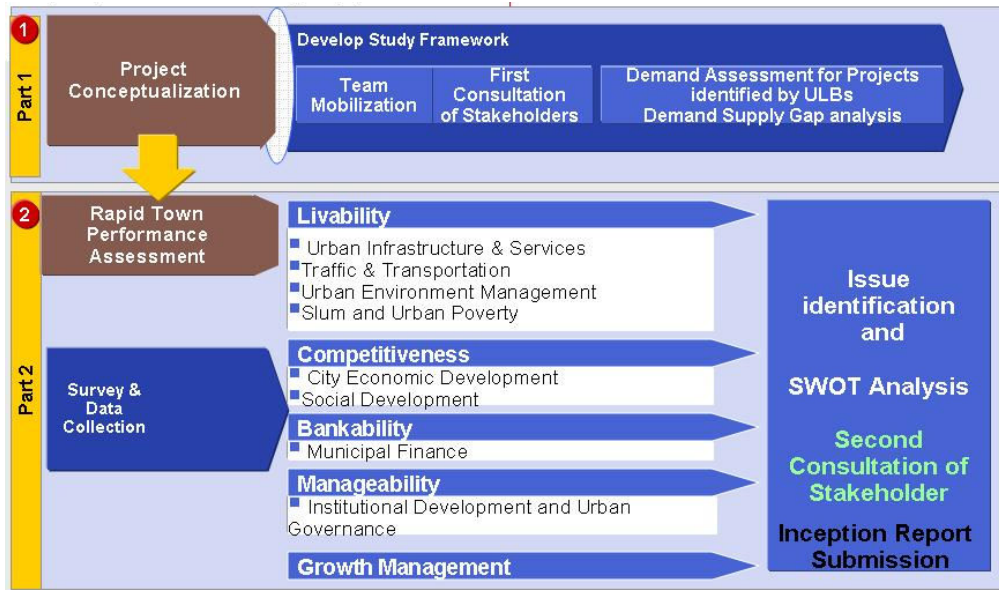 1
Part 1
Project
Conceptualization
Develop Study Framework
Team
Mobilization
First
Consultation
of Stakeholders
Demand Assessment for Projects
identified by ULBs
Demand Supply Gap analysis
2
Part 2
Rapid Town
Performance
Assessment
Survey &
Data
Collection
Livability
Urban Infrastructure & Services
Traffic & Transportation
Urban Environment Management
Slum and Urban Poverty
Competitiveness
City Economic Development
Social Development
Bankability
Municipal Finance
Manageability
Institutional Development and Urban
Governance
Growth Management
Issue
identification
and
SWOT Analysis
Second
Consultation of
Stakeholder
Inception Report
Submission